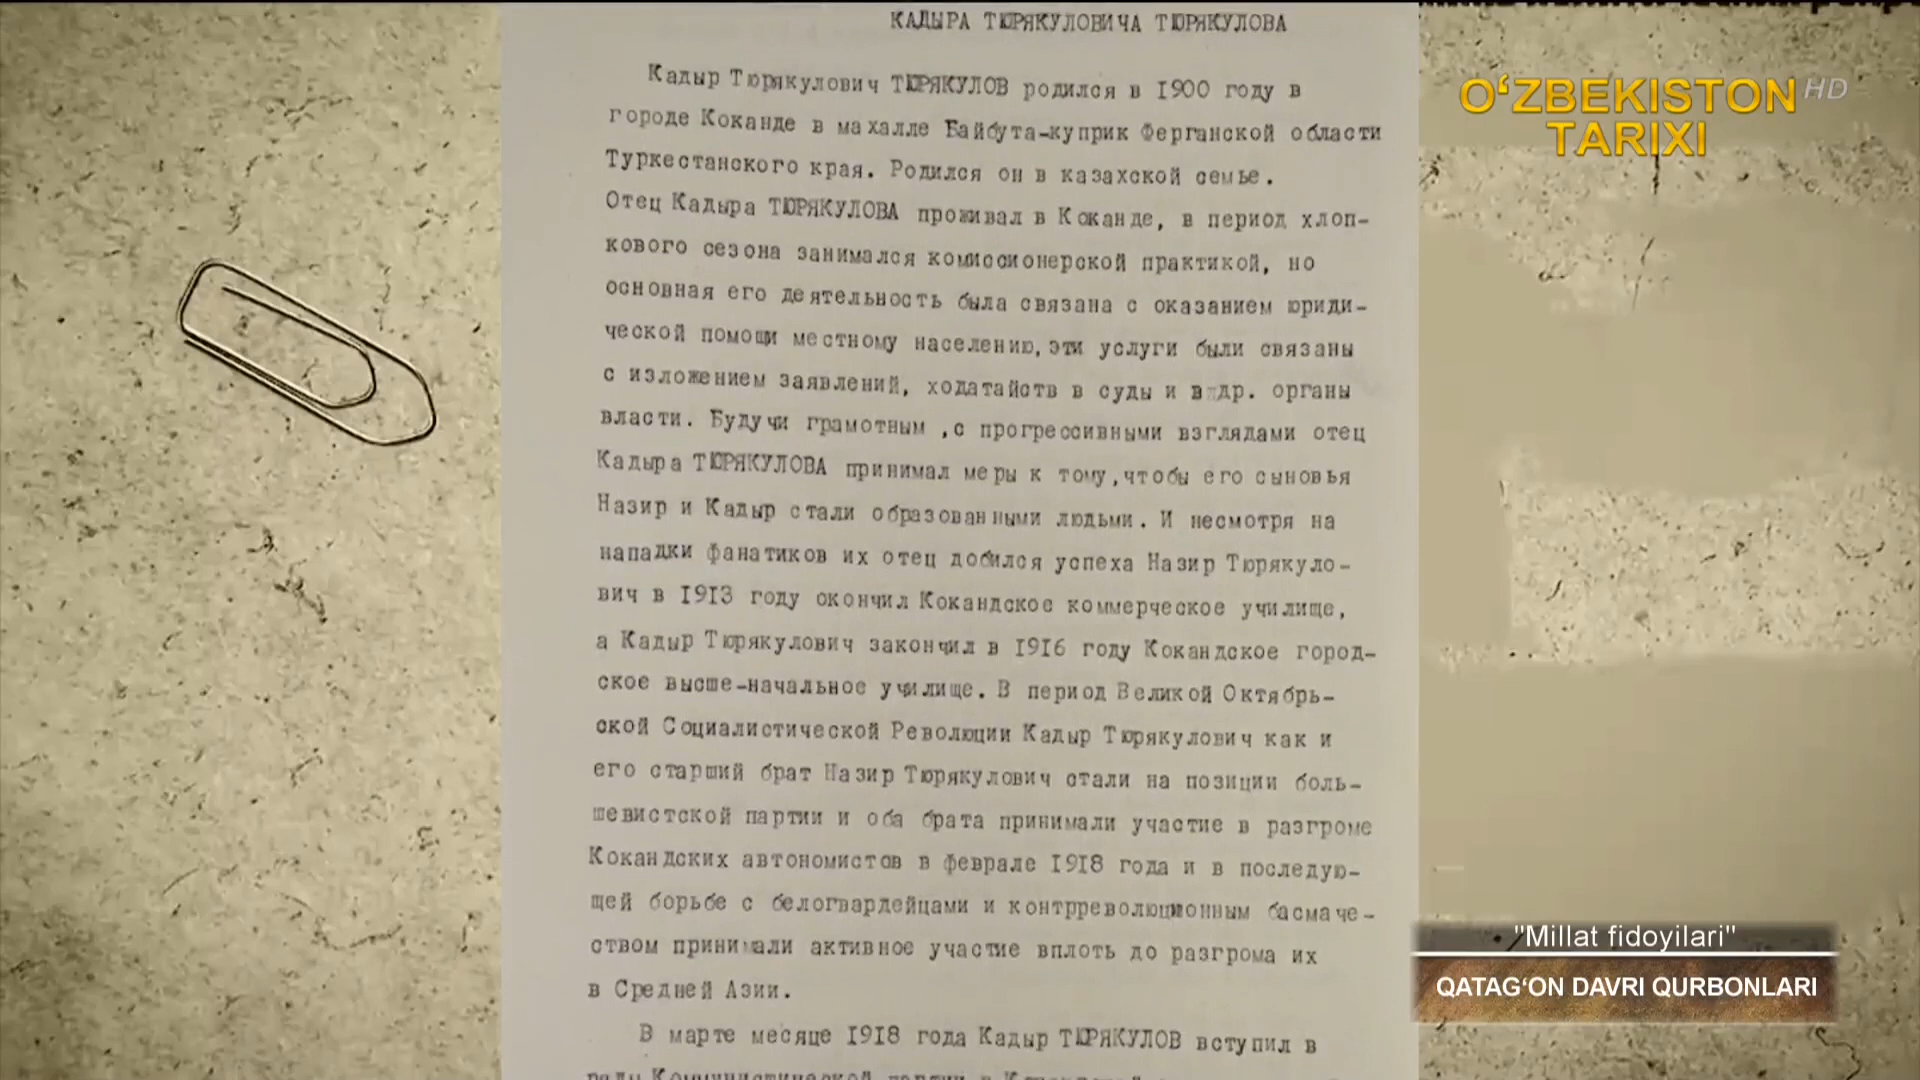 КАДЫРА ТЮРЯКУЛОВИЧА ТЮРЯКУЛОВА
Кадыр Тюрякулович ТЮРЯКУЛОВ родился в 1900 году в
городе Коканде в махалле Байбута-куприк Ферганской области
Туркестанского края. Родился он в казахской семье.
Отец Кадыра ТЮРЯКУЛОВА проживал в Коканде, в период хлоп-
кового сезона занимался комиссионерской практикой, но
основная его деятельность была связана с оказанием юриди-
ческой помощи местному населению, эти услуги были связаны
с изложением заявлений, ходатайств в суды и в др. органы
власти. Будучи грамотным ,с прогрессивными взглядами отец
Кадыра ТЮРЯКУЛОВА принимал меры к тому,чтобы его сыновья
Назир и Кадыр стали образованными людьми. И несмотря на
нападки фанатиков их отец добился успеха Назир Тюрякуло-
вич в 1913 году окончил Кокандское коммерческое училище,
а Кадыр Тюрякулович закончил в 1916 году Кокандское город-
ское высше-начальное училище. В период Великой Октябрь-
ской Социалистической Революции Кадыр Тюрякулович как и
его старший брат Назир Тюрякулович стали на позиции боль-
шевистской партии и оба брата принимали участие в разгроме
Кокандских автономистов в феврале 1918 года и в последую-
щей борьбе с белогвардейцами и контрреволюционным басмаче-
ством принимали активное участие вплоть до разгрома их
в Средней Азии.
В марте месяце 1918 года Кадыр ТЮРЯКУЛОВ вступил в
ряды Коммунистической партии в
O‘ZBEKISTON HD
TARIXI
"Millat fidoyilari"
QATAG‘ON DAVRI QURBONLARI